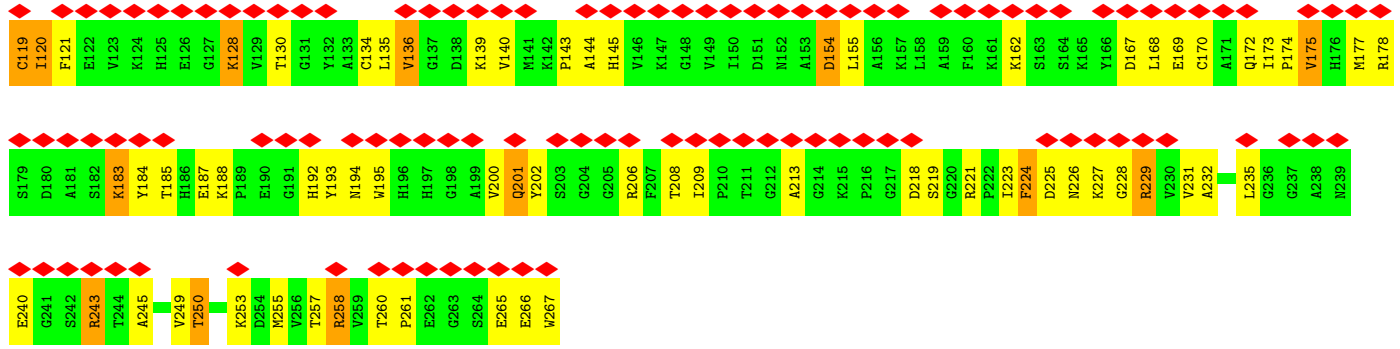 C119 I120 F121 E122 V123 K124 H125 E126 G127 K128 V129 T130 G131 Y132 A133 C134 L135 V136 G137 D138 K139 V140 M141 K142 P143 A144 H145 V146 K147 G148 V149 I150 D151 N152 A153 D154 L155 A156 K157 L158 A159 F160 K161 K162 S163 S164 K165 Y166 D167 L168 E169 C170 A171 Q172 I173 P174 V175 H176 M177 R178
S179 D180 A181 S182 K183 Y184 T185 H186 E187 K188 P189 E190 G191 H192 Y193 N194 W195 H196 H197 G198 A199 V200 Q201 Y202 S203 G204 G205 R206 F207 T208 I209 P210 T211 G212 A213 G214 K215 P216 G217 D218 S219 G220 R221 P222 I223 F224 D225 N226 K227 G228 R229 V230 V231 A232 L235 G236 G237 A238 N239
E240 G241 S242 R243 T244 A245 V249 T250 K253 D254 M255 V256 T257 R258 V259 T260 P261 E262 G263 S264 E265 E266 W267